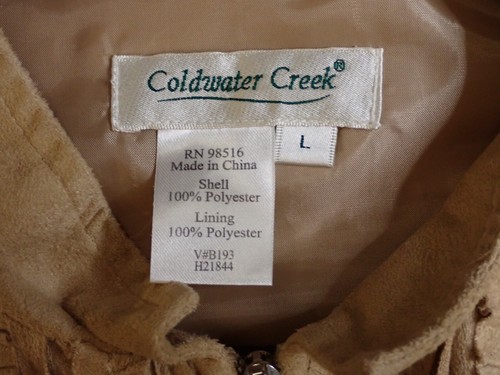 Coldwater Creek®
L
RN 98516
Made in China
Shell
100% Polyester
Lining
100% Polyester
V#B193
H21844